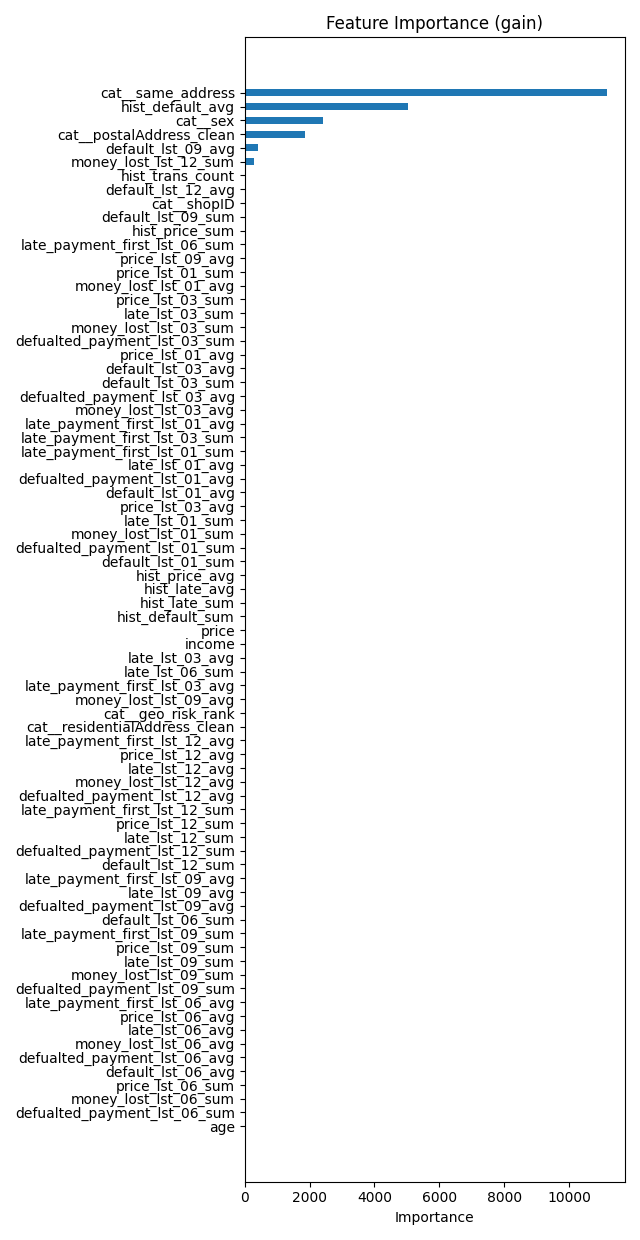 Feature Importance (gain)
cat__same_address
hist_default_avg
cat__sex
cat__postalAddress_clean
default_lst_09_avg
money_lost_lst_12_sum
hist_trans_count
default_lst_12_avg
cat__shopID
default_lst_09_sum
hist_price_sum
late_payment_first_lst_06_sum
price_lst_09_avg
price_lst_01_sum
money_lost_lst_01_avg
price_lst_03_sum
late_lst_03_sum
money_lost_lst_03_sum
defualted_payment_lst_03_sum
price_lst_01_avg
default_lst_03_avg
default_lst_03_sum
defualted_payment_lst_03_avg
money_lost_lst_03_avg
late_payment_first_lst_01_avg
late_payment_first_lst_03_sum
late_payment_first_lst_01_sum
late_lst_01_avg
defualted_payment_lst_01_avg
default_lst_01_avg
price_lst_03_avg
late_lst_01_sum
money_lost_lst_01_sum
defualted_payment_lst_01_sum
default_lst_01_sum
hist_price_avg
hist_late_avg
hist_late_sum
hist_default_sum
price
income
late_lst_03_avg
late_lst_06_sum
late_payment_first_lst_03_avg
money_lost_lst_09_avg
cat__geo_risk_rank
cat__residentialAddress_clean
late_payment_first_lst_12_avg
price_lst_12_avg
late_lst_12_avg
money_lost_lst_12_avg
defualted_payment_lst_12_avg
late_payment_first_lst_12_sum
price_lst_12_sum
late_lst_12_sum
defualted_payment_lst_12_sum
default_lst_12_sum
late_payment_first_lst_09_avg
late_lst_09_avg
defualted_payment_lst_09_avg
default_lst_06_sum
late_payment_first_lst_09_sum
price_lst_09_sum
late_lst_09_sum
money_lost_lst_09_sum
defualted_payment_lst_09_sum
late_payment_first_lst_06_avg
price_lst_06_avg
late_lst_06_avg
money_lost_lst_06_avg
defualted_payment_lst_06_avg
default_lst_06_avg
price_lst_06_sum
money_lost_lst_06_sum
defualted_payment_lst_06_sum
age
0 2000 4000 6000 8000 10000
Importance